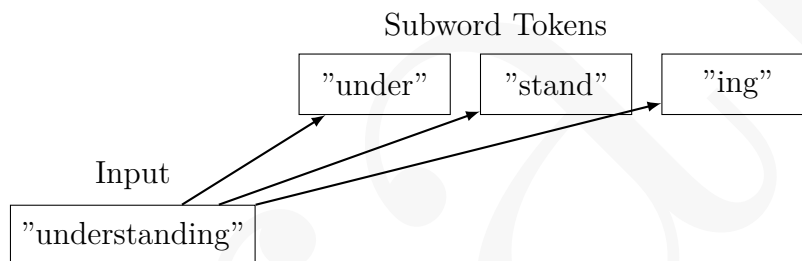 Subword Tokens
”under” ”stand” ”ing”
Input
”understanding”